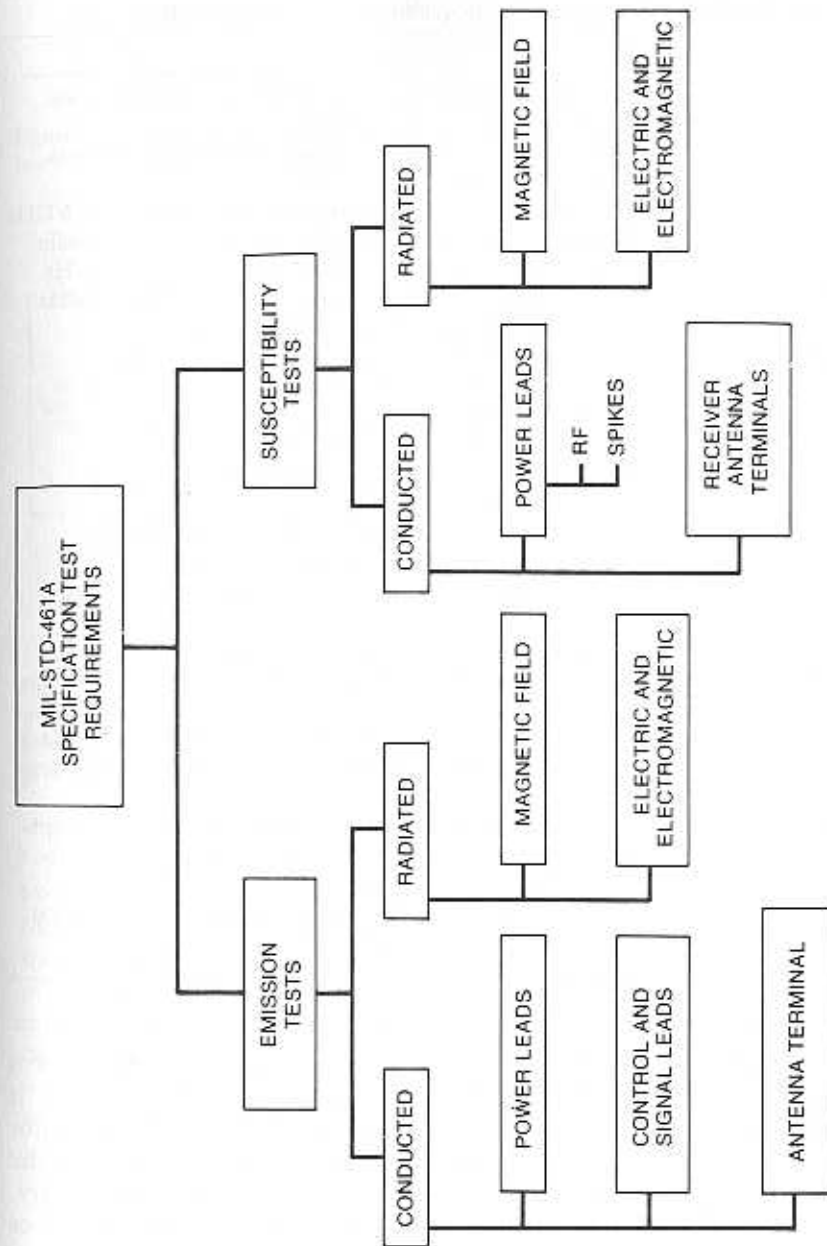 MIL-STD-461A
SPECIFICATION TEST
REQUIREMENTS
EMISSION
TESTS
CONDUCTED
POWER LEADS
CONTROL AND
SIGNAL LEADS
ANTENNA TERMINAL
RADIATED
MAGNETIC FIELD
ELECTRIC AND
ELECTROMAGNETIC
SUSCEPTIBILITY
TESTS
CONDUCTED
POWER LEADS
RF
SPIKES
RECEIVER
ANTENNA
TERMINALS
RADIATED
MAGNETIC FIELD
ELECTRIC AND
ELECTROMAGNETIC